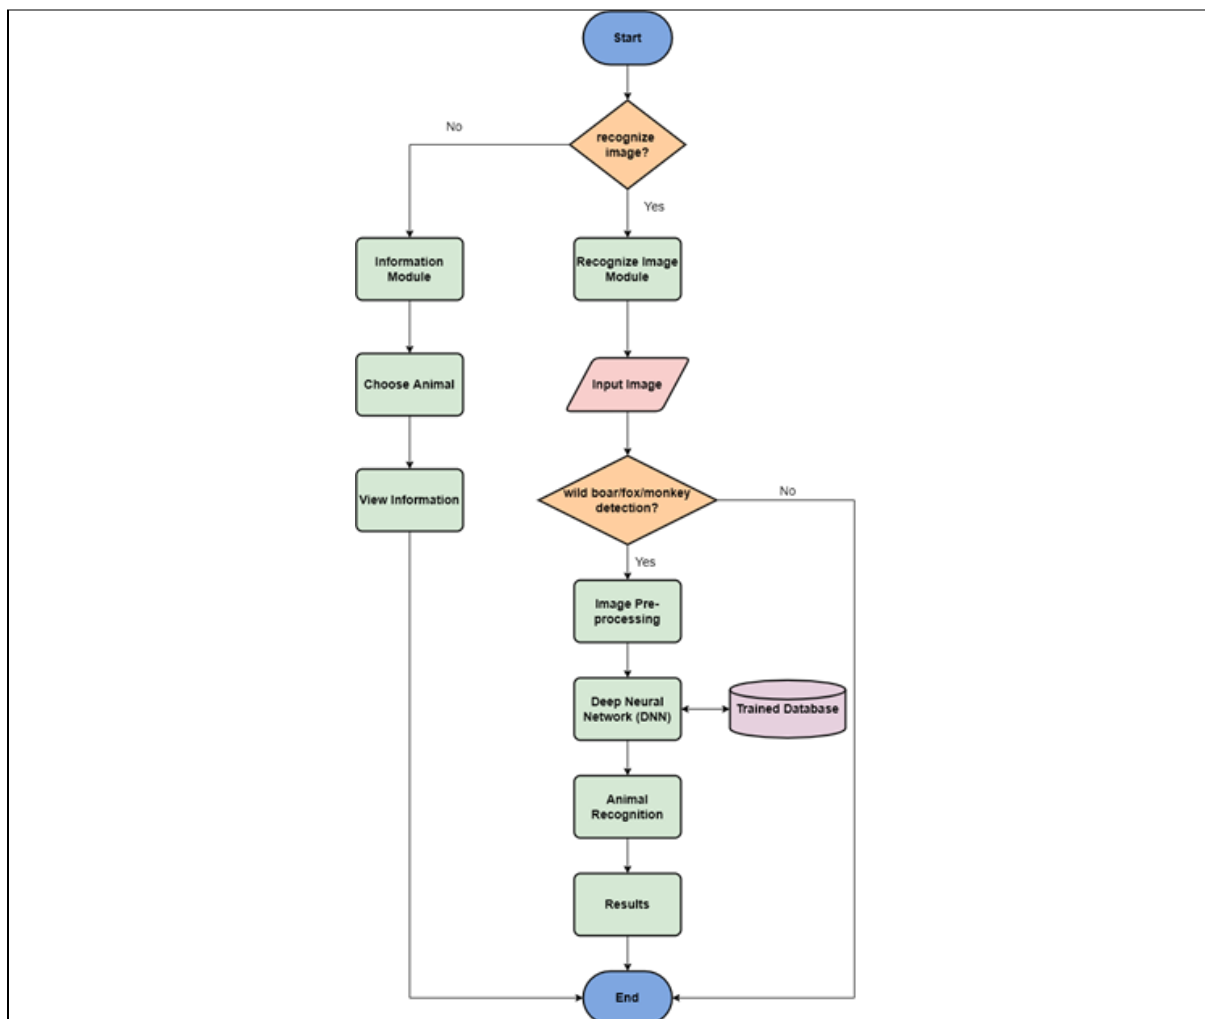 Start
recognize
image?
No
Yes
Information
Module
Recognize Image
Module
Choose Animal
Input Image
View Information
wild boar/fox/monkey
detection?
No
Yes
Image Pre-
processing
Deep Neural
Network (DNN)
Trained Database
Animal
Recognition
Results
End